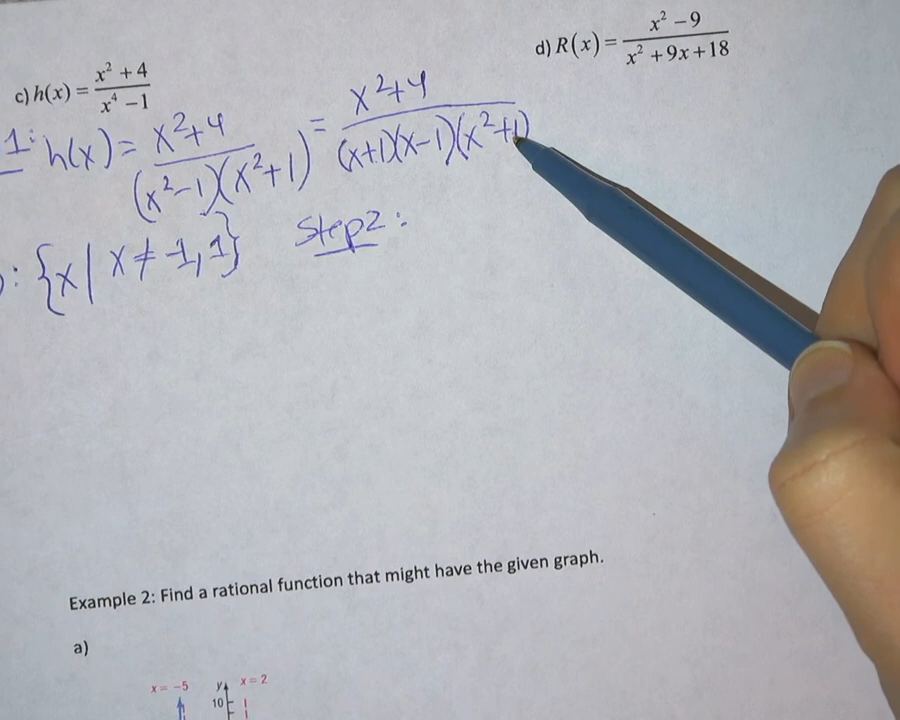 c) h(x) = (x² + 4)/(x⁴ − 1)
d) R(x) = (x² − 9)/(x² + 9x + 18)
1: h(x) = (x²+4)/((x²−1)(x²+1)) = (x²+4)/((x+1)(x−1)(x²+1))
: {x | x ≠ −1, 1}
Step2:
Example 2: Find a rational function that might have the given graph.
a)
x = −5
y
x = 2
10